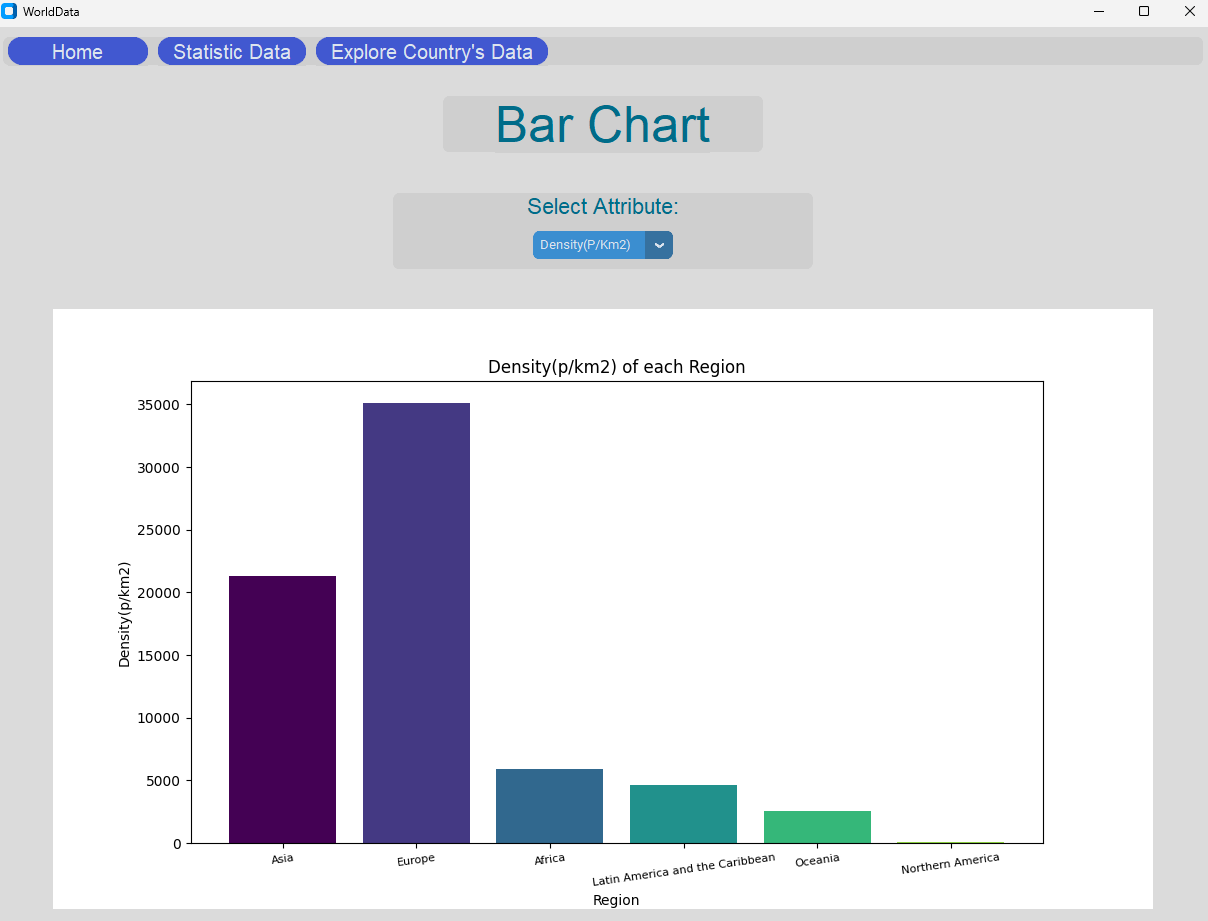 WorldData
Home Statistic Data Explore Country's Data
Bar Chart
Select Attribute:
Density(P/Km2)
Density(p/km2) of each Region
35000
30000
25000
20000
15000
10000
5000
0
Density(p/km2)
Asia Europe Africa Latin America and the Caribbean Oceania Northern America
Region